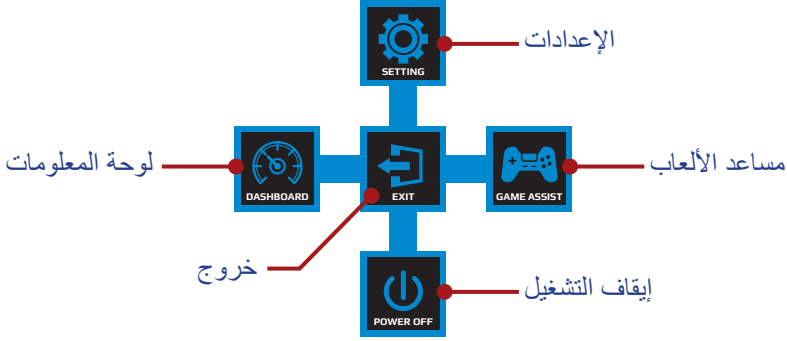 الإعدادات
SETTING
مساعد الألعاب
لوحة المعلومات
DASHBOARD
EXIT
GAME ASSIST
خروج
إيقاف التشغيل
POWER OFF